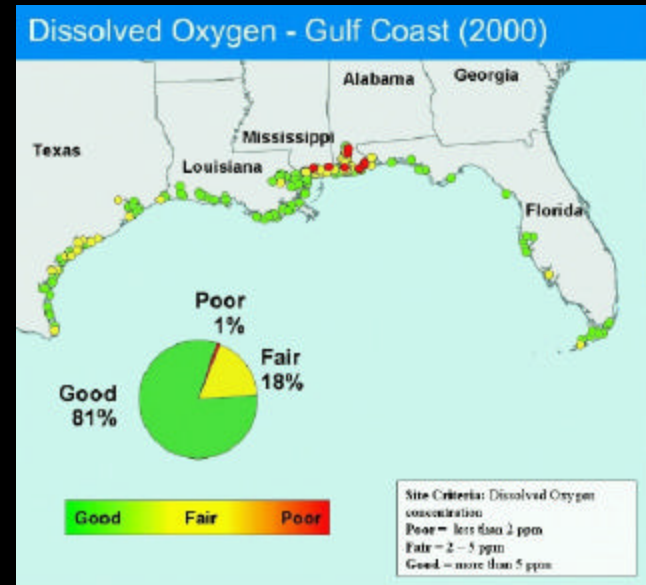 Dissolved Oxygen - Gulf Coast (2000)
Alabama
Georgia
Mississippi
Texas
Louisiana
Florida
Poor
1%
Fair
18%
Good
81%
Good Fair Poor
Site Criteria: Dissolved Oxygen
concentration
Poor = less than 2 ppm
Fair = 2 - 5 ppm
Good = more than 5 ppm